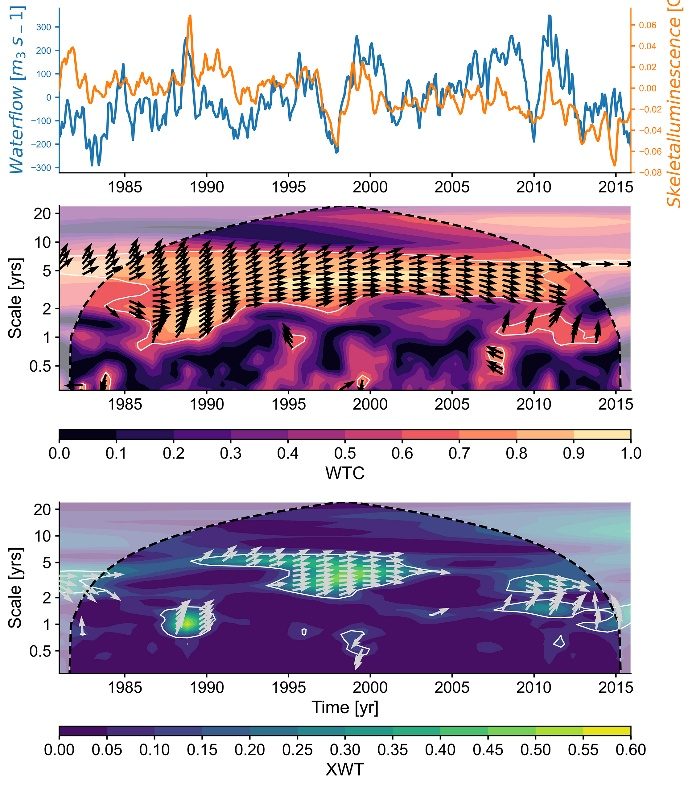 Waterflow [m3 s − 1]
300
200
100
0
−100
−200
−300
0.06
0.04
0.02
0.00
−0.02
−0.04
−0.06
−0.08
Skeletalluminescence [
1985 1990 1995 2000 2005 2010 2015
Scale [yrs]
20
10
5
2
1
0.5
1985 1990 1995 2000 2005 2010 2015
0.0 0.1 0.2 0.3 0.4 0.5 0.6 0.7 0.8 0.9 1.0
WTC
Scale [yrs]
20
10
5
2
1
0.5
1985 1990 1995 2000 2005 2010 2015
Time [yr]
0.00 0.05 0.10 0.15 0.20 0.25 0.30 0.35 0.40 0.45 0.50 0.55 0.60
XWT